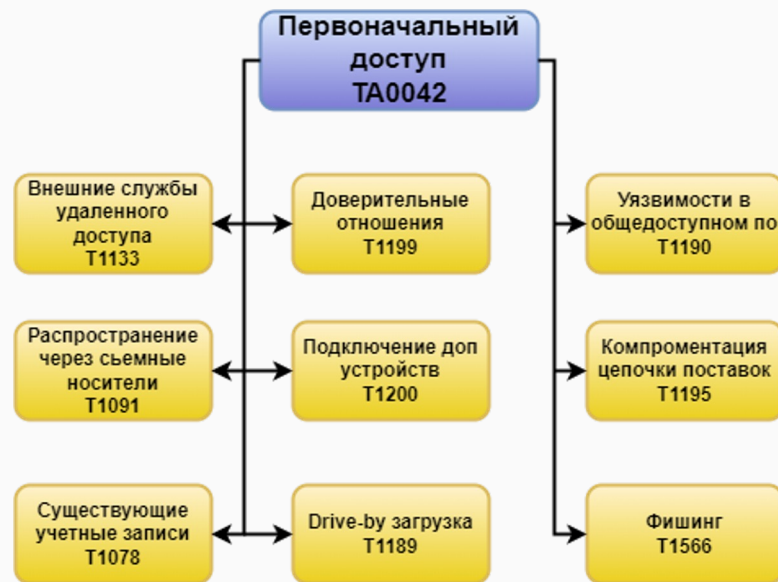 Первоначальный
доступ
TA0042
Внешние службы
удаленного
доступа
T1133
Доверительные
отношения
T1199
Уязвимости в
общедоступном по
T1190
Распространение
через сьемные
носители
T1091
Подключение доп
устройств
T1200
Компроментация
цепочки поставок
T1195
Существующие
учетные записи
T1078
Drive-by загрузка
T1189
Фишинг
T1566